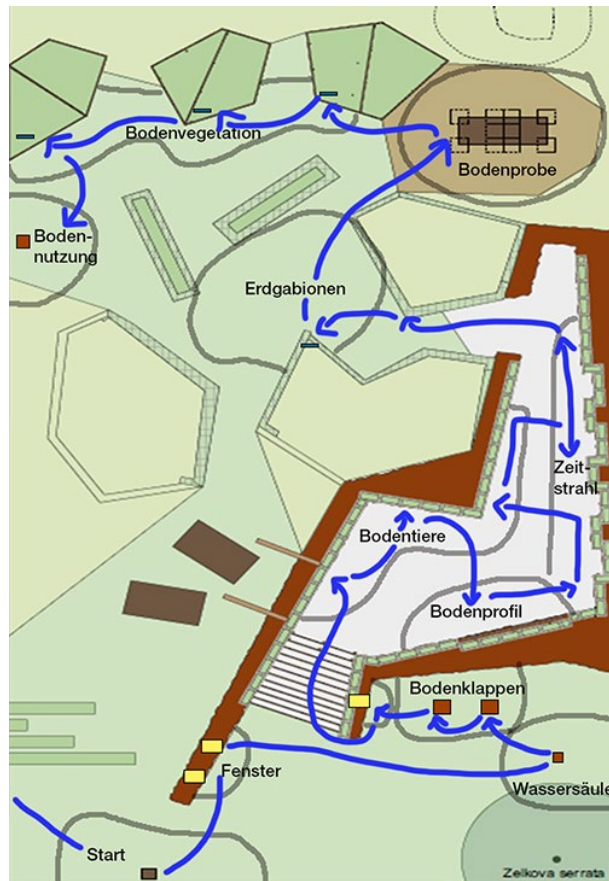 Bodenvegetation
Bodenprobe
Boden-
nutzung
Erdgabionen
Zeit-
strahl
Bodentiere
Bodenprofil
Bodenklappen
Fenster
Wassersäule
Start
Zelkova serrata